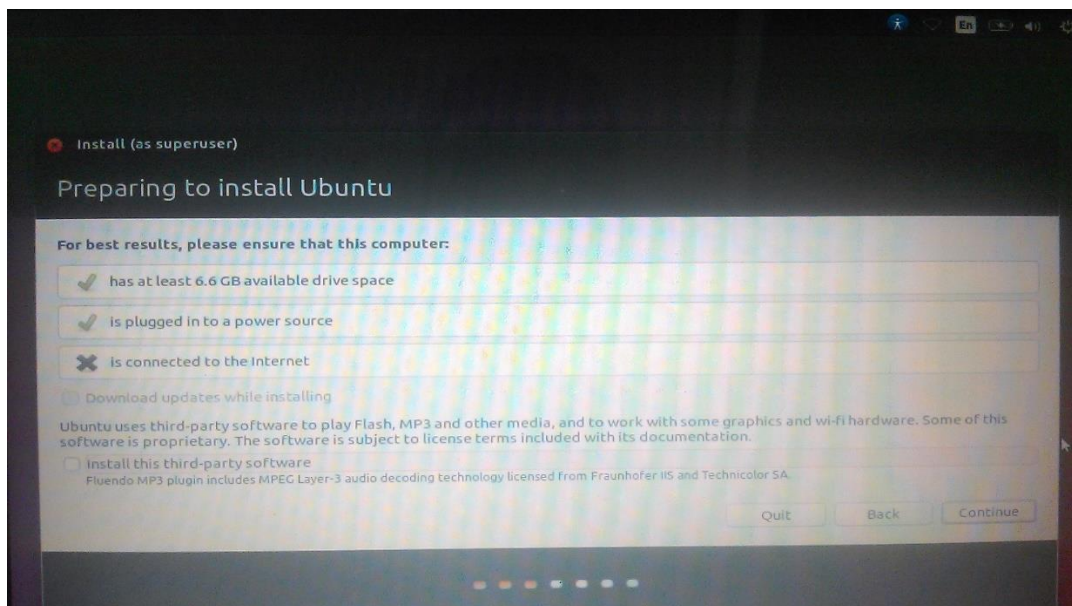 En
Install (as superuser)
Preparing to install Ubuntu
For best results, please ensure that this computer:
has at least 6.6 GB available drive space
is plugged in to a power source
is connected to the Internet
Download updates while installing
Ubuntu uses third-party software to play Flash, MP3 and other media, and to work with some graphics and wi-fi hardware. Some of this
software is proprietary. The software is subject to license terms included with its documentation.
Install this third-party software
Fluendo MP3 plugin includes MPEG Layer-3 audio decoding technology licensed from Fraunhofer IIS and Technicolor SA.
Quit Back Continue